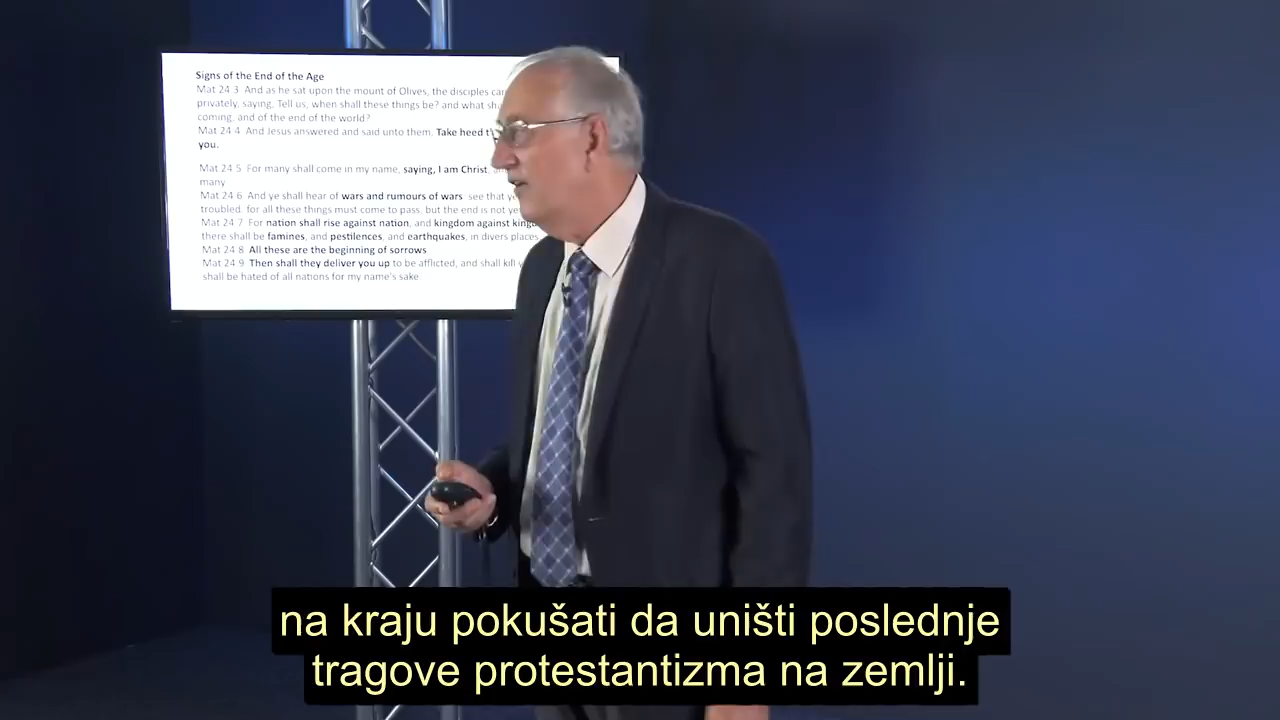 Signs of the End of the Age
Mat 24 3 And as he sat upon the mount of Olives, the disciples
privately, saying, Tell us, when shall these things be? and what
coming, and of the end of the world?
Mat 24 4 And Jesus answered and said unto them, Take heed
you.
Mat 24 5 For many shall come in my name, saying, I am Christ,
many
Mat 24 6 And ye shall hear of wars and rumours of wars see that
troubled. for all these things must come to pass, but the end is not
Mat 24 7 For nation shall rise against nation, and kingdom against
there shall be famines, and pestilences, and earthquakes, in divers places
Mat 24 8 All these are the beginning of sorrows
Mat 24 9 Then shall they deliver you up to be afflicted, and shall kill
shall be hated of all nations for my name's sake
na kraju pokušati da uništi poslednje
tragove protestantizma na zemlji.